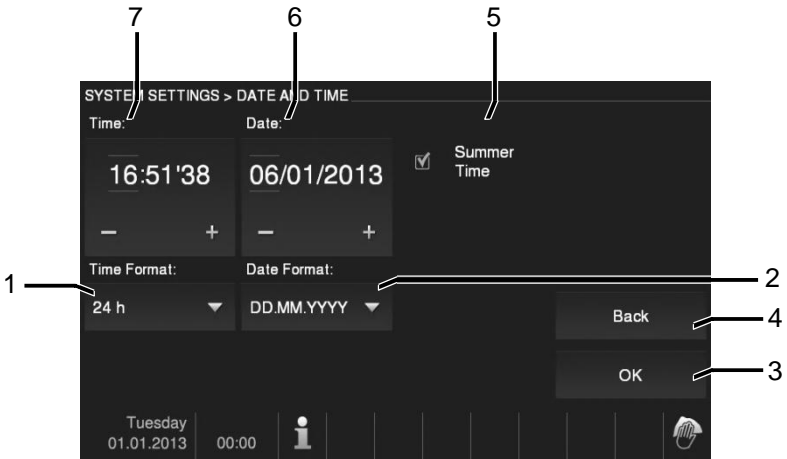 7 6 5
SYSTEM SETTINGS > DATE AND TIME
Time: Date:
16:51'38 06/01/2013 Summer
Time
– + – +
Time Format: Date Format:
1 2
24 h DD.MM.YYYY Back 4
OK 3
Tuesday
01.01.2013 00:00 i